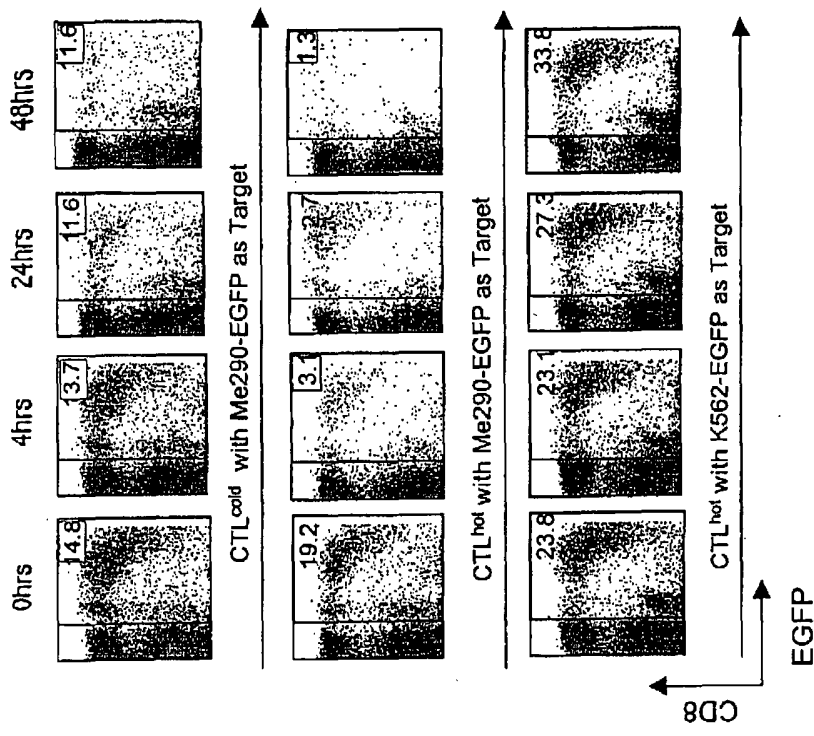 0hrs 4hrs 24hrs 48hrs
14.8 13.7 11.6 11.6
CTL^cold with Me290-EGFP as Target
19.2 3.1 2.7 1.3
CTL^hot with Me290-EGFP as Target
23.8 23.1 27.3 33.8
CTL^hot with K562-EGFP as Target
CD8
EGFP